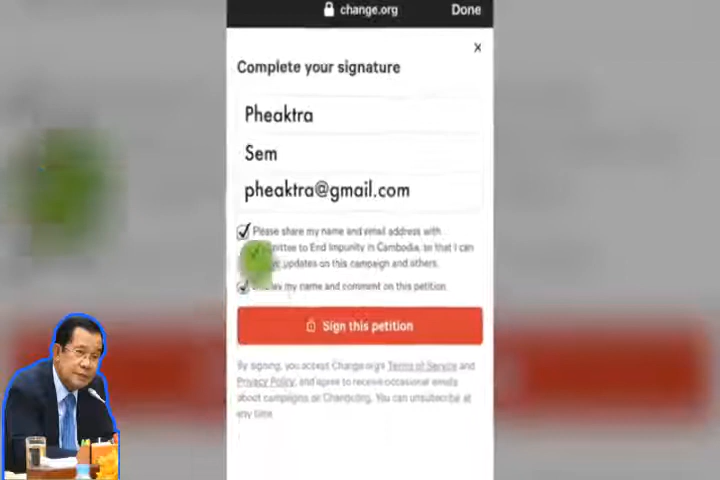 change.org Done
×
Complete your signature
Pheaktra
Sem
pheaktra@gmail.com
Please share my name and email address with
mittee to End Impunity in Cambodia, so that I can
updates on this campaign and others.
my name and comment on this petition
Sign this petition
By signing, you accept Change.org's Terms of Service and
Privacy Policy, and agree to receive occasional emails
about campaigns on Change.org. You can unsubscribe at
any time.